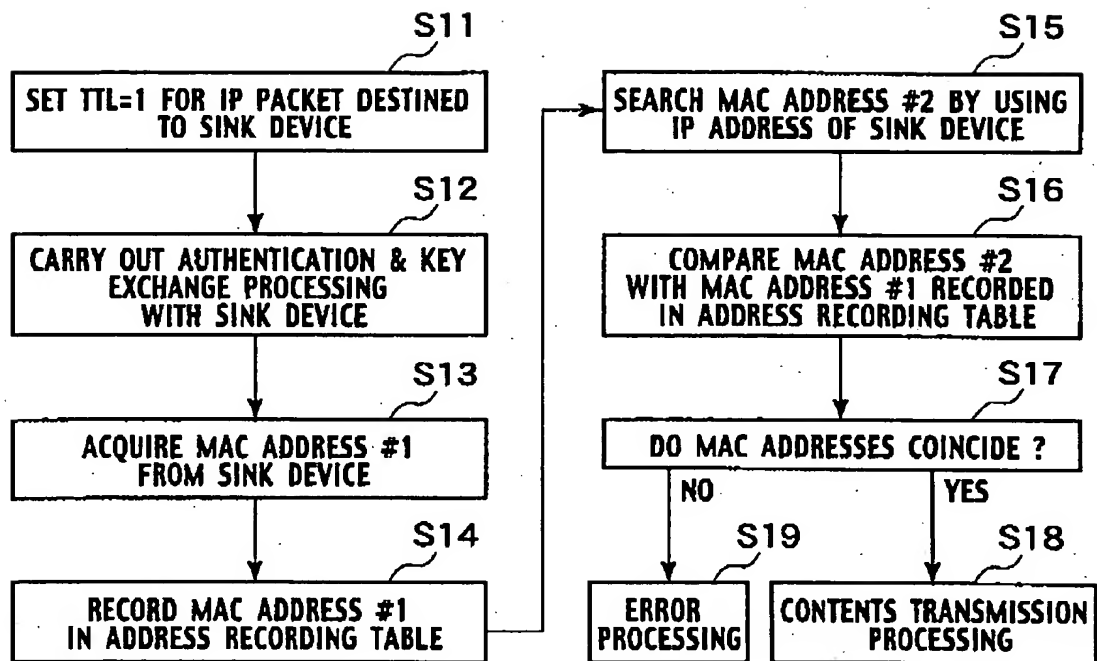 S11
SET TTL=1 FOR IP PACKET DESTINED
TO SINK DEVICE
S12
CARRY OUT AUTHENTICATION & KEY
EXCHANGE PROCESSING
WITH SINK DEVICE
S13
ACQUIRE MAC ADDRESS #1
FROM SINK DEVICE
S14
RECORD MAC ADDRESS #1
IN ADDRESS RECORDING TABLE
S15
SEARCH MAC ADDRESS #2 BY USING
IP ADDRESS OF SINK DEVICE
S16
COMPARE MAC ADDRESS #2
WITH MAC ADDRESS #1 RECORDED
IN ADDRESS RECORDING TABLE
S17
DO MAC ADDRESSES COINCIDE ?
NO
YES
S19
ERROR
PROCESSING
S18
CONTENTS TRANSMISSION
PROCESSING